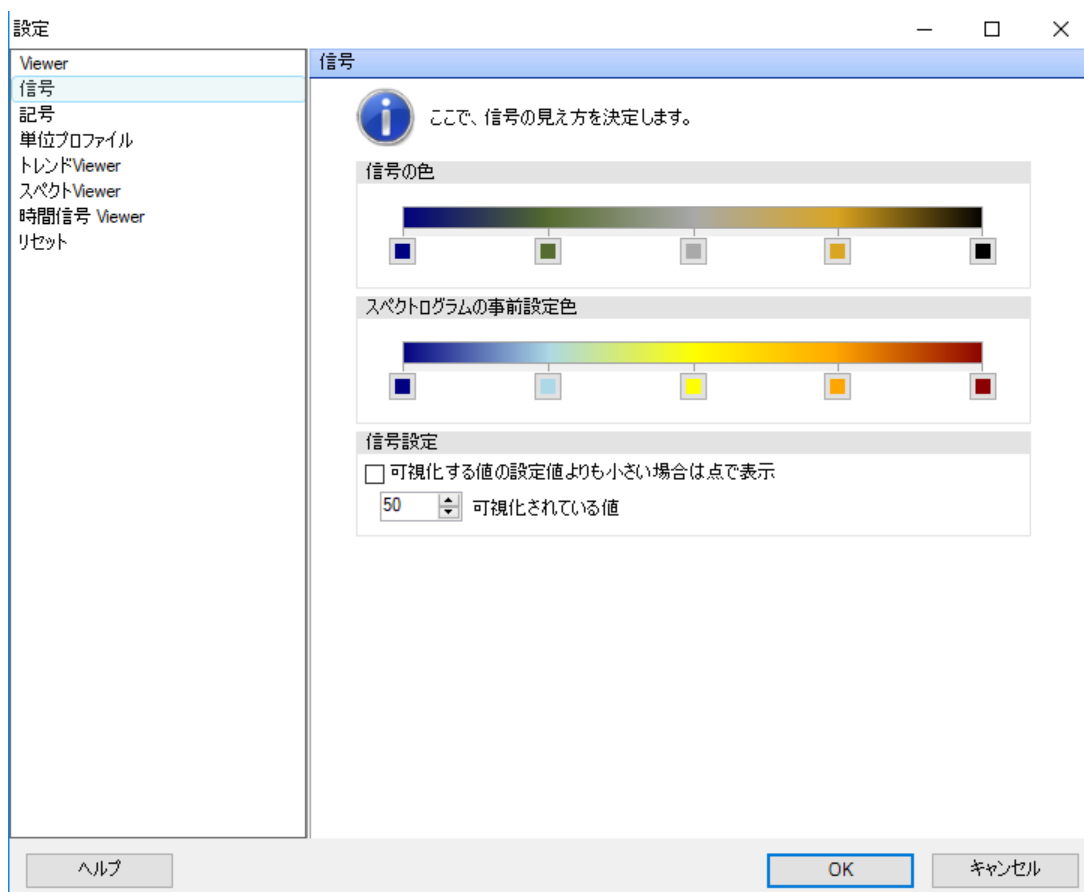 設定
Viewer
信号
記号
単位プロファイル
トレンドViewer
スペクトViewer
時間信号 Viewer
リセット
信号
ここで、信号の見え方を決定します。
信号の色
スペクトログラムの事前設定色
信号設定
可視化する値の設定値よりも小さい場合は点で表示
50 可視化されている値
ヘルプ
OK
キャンセル